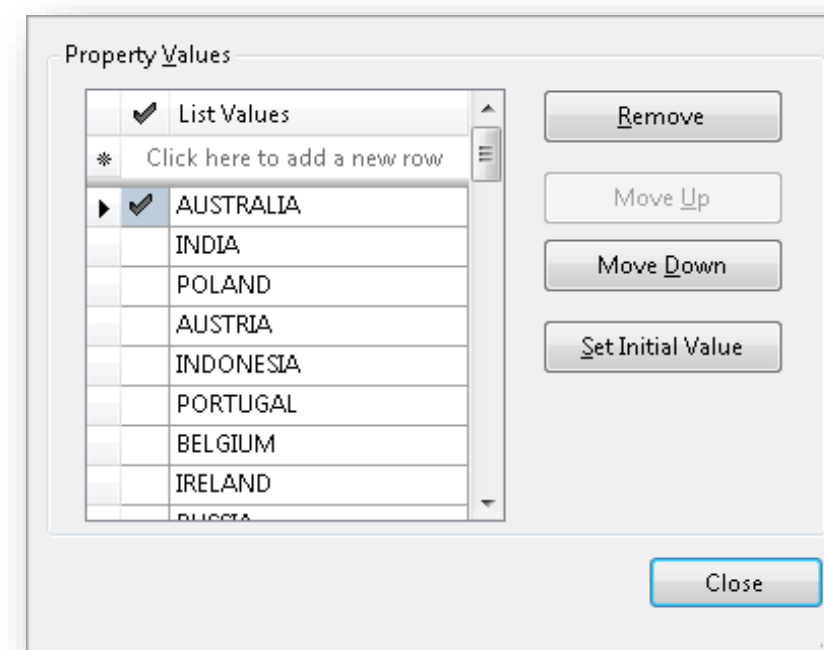 Property Values
List Values
Click here to add a new row
AUSTRALIA
INDIA
POLAND
AUSTRIA
INDONESIA
PORTUGAL
BELGIUM
IRELAND
RUSSIA
Remove
Move Up
Move Down
Set Initial Value
Close